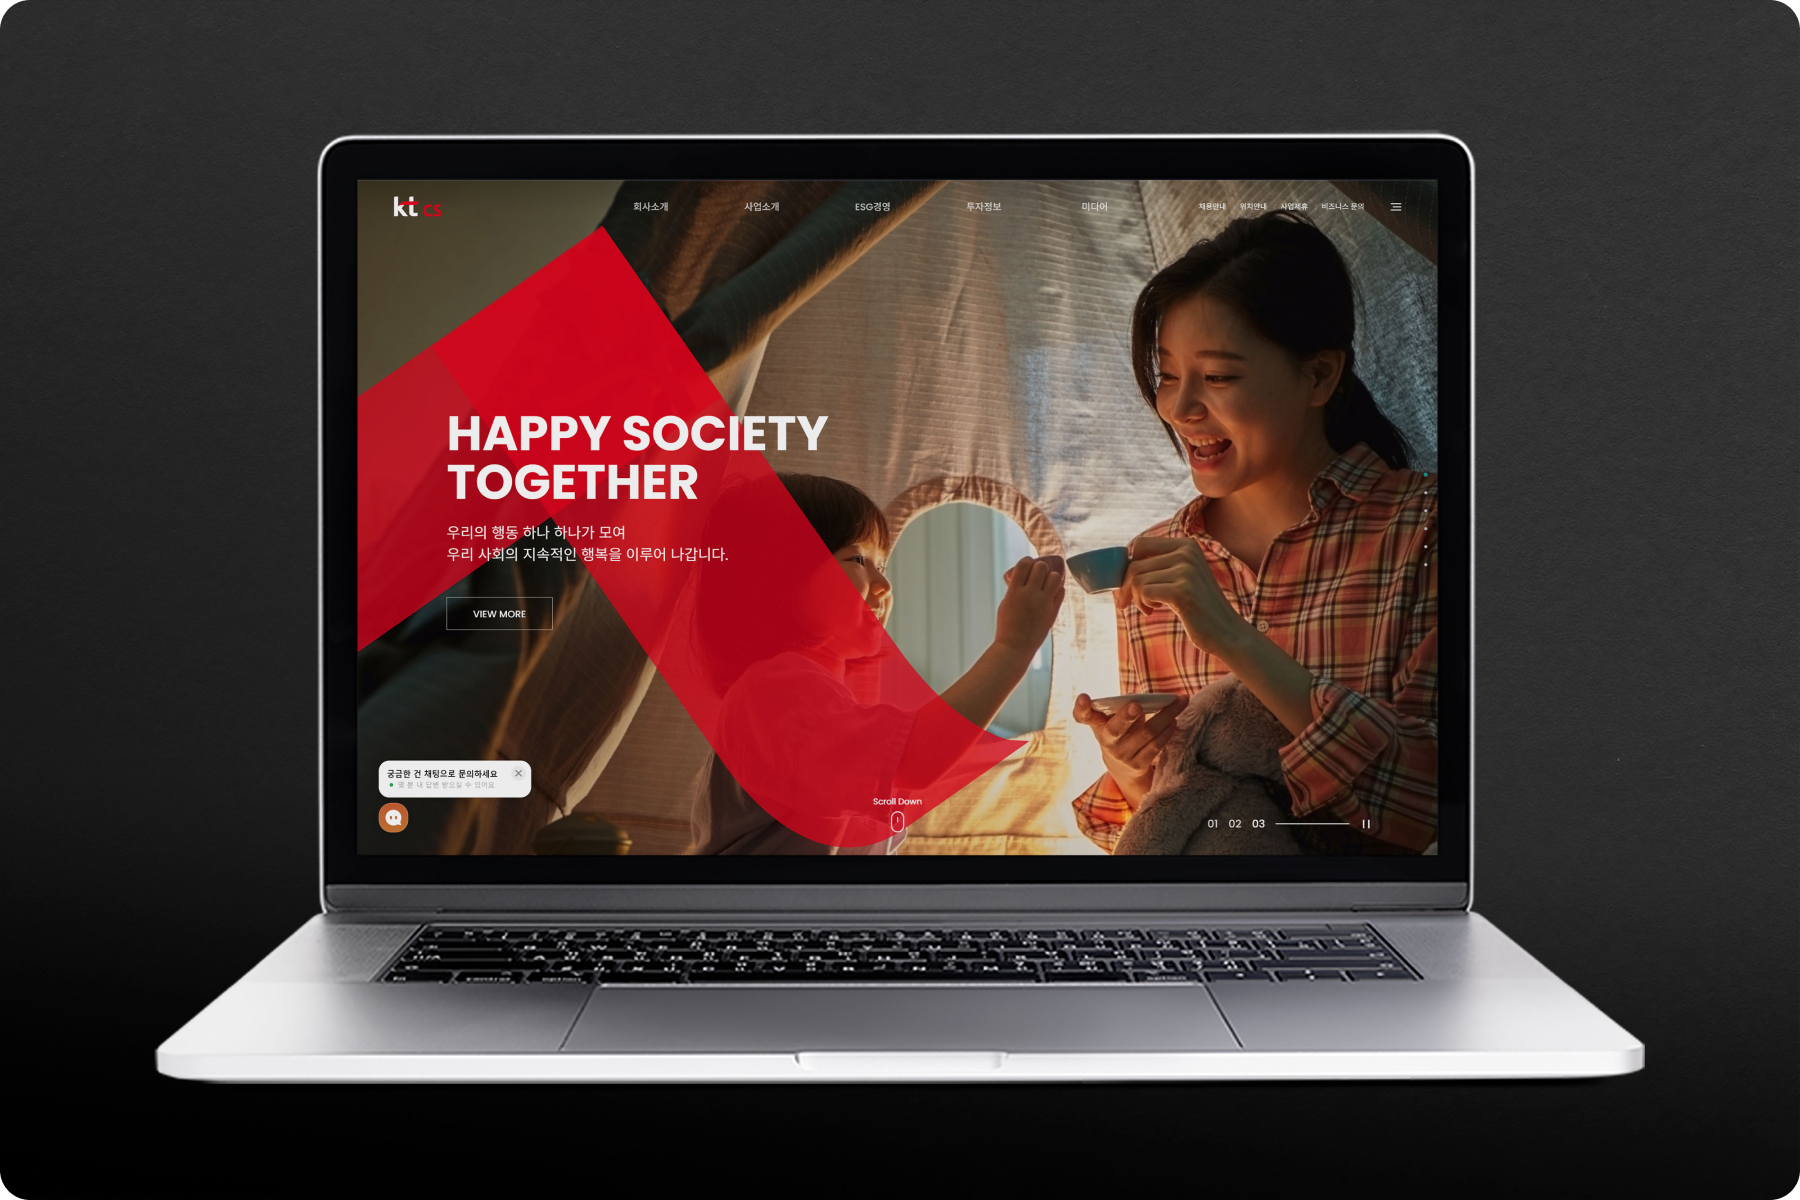 kt cs
회사소개
사업소개
ESG경영
투자정보
미디어
채용안내
위치안내
사업제휴
비즈니스 문의
HAPPY SOCIETY
TOGETHER
우리의 행동 하나 하나가 모여
우리 사회의 지속적인 행복을 이루어 나갑니다.
VIEW MORE
궁금한 건 채팅으로 문의하세요
몇 분 내 답변 받으실 수 있어요
Scroll Down
01 02 03